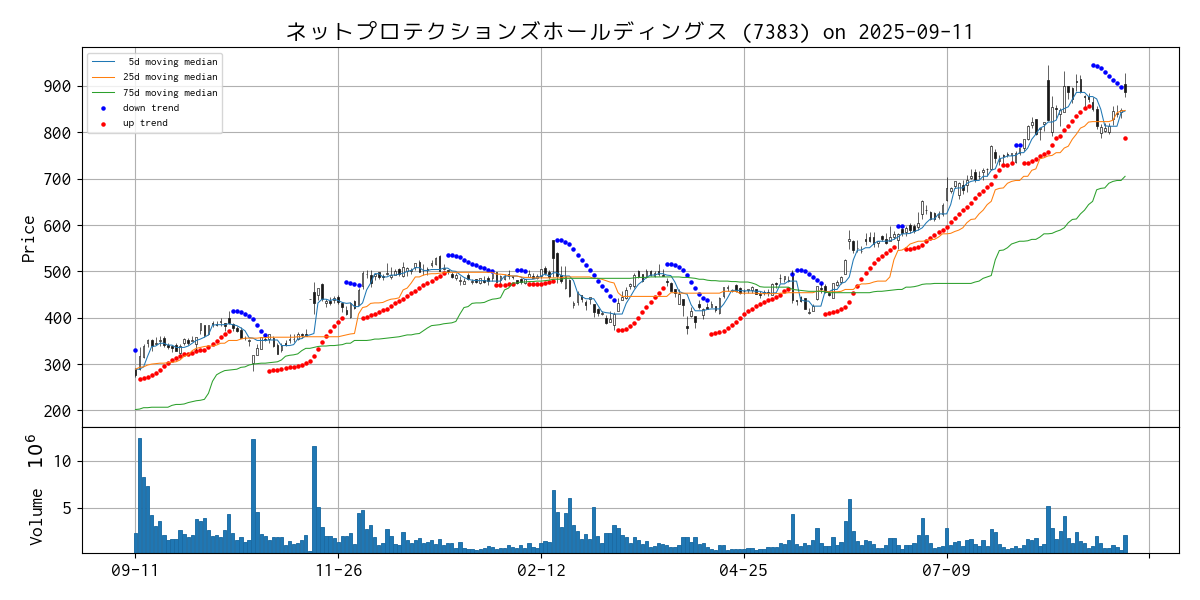 ネットプロテクションズホールディングス (7383) on 2025-09-11
5d moving median
25d moving median
75d moving median
down trend
up trend
Price
900
800
700
600
500
400
300
200
Volume 10^6
10
5
09-11 11-26 02-12 04-25 07-09